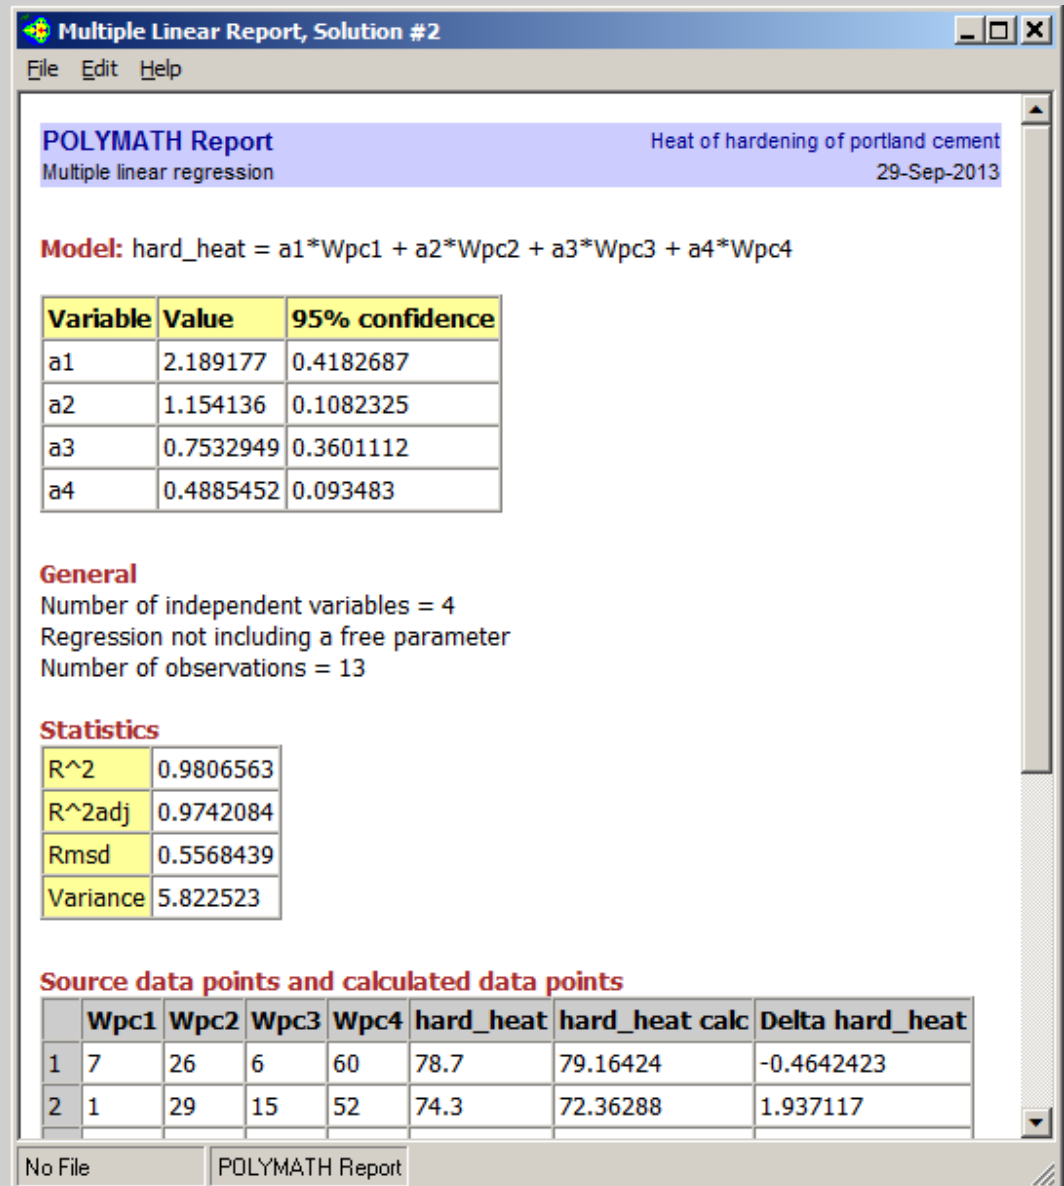 Multiple Linear Report, Solution #2
File Edit Help
POLYMATH Report Heat of hardening of portland cement
Multiple linear regression 29-Sep-2013
Model: hard_heat = a1*Wpc1 + a2*Wpc2 + a3*Wpc3 + a4*Wpc4
Variable Value 95% confidence
a1 2.189177 0.4182687
a2 1.154136 0.1082325
a3 0.7532949 0.3601112
a4 0.4885452 0.093483
General
Number of independent variables = 4
Regression not including a free parameter
Number of observations = 13
Statistics
R^2 0.9806563
R^2adj 0.9742084
Rmsd 0.5568439
Variance 5.822523
Source data points and calculated data points
Wpc1 Wpc2 Wpc3 Wpc4 hard_heat hard_heat calc Delta hard_heat
1 7 26 6 60 78.7 79.16424 -0.4642423
2 1 29 15 52 74.3 72.36288 1.937117
No File POLYMATH Report